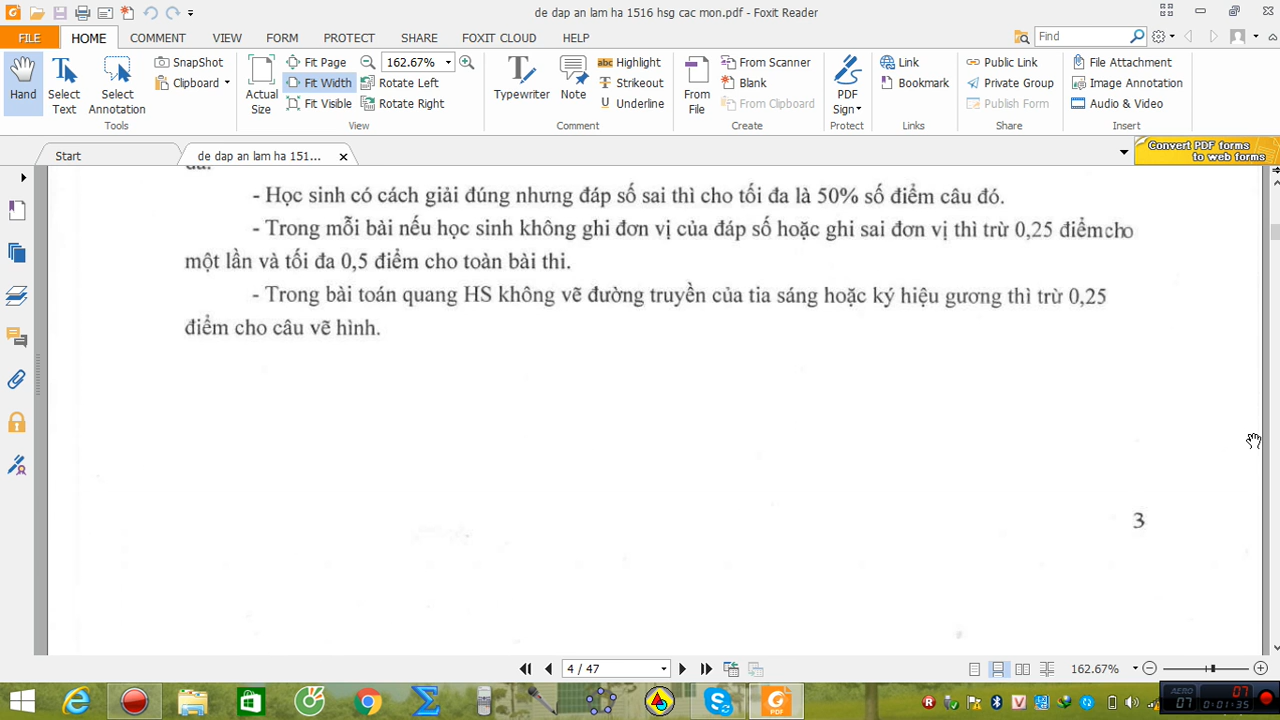 de dap an lam ha 1516 hsg cac mon.pdf - Foxit Reader
FILE HOME COMMENT VIEW FORM PROTECT SHARE FOXIT CLOUD HELP
Find
Hand
Select Text
Select Annotation
SnapShot
Clipboard
Tools
Actual Size
Fit Page
Fit Width
Fit Visible
162.67%
Rotate Left
Rotate Right
View
Typewriter
Note
Highlight
Strikeout
Underline
Comment
From File
From Scanner
Blank
From Clipboard
Create
PDF Sign
Protect
Link
Bookmark
Links
Public Link
Private Group
Publish Form
Share
File Attachment
Image Annotation
Audio & Video
Insert
Start
de dap an lam ha 151...
Convert PDF forms
to web forms
- Học sinh có cách giải đúng nhưng đáp số sai thì cho tối đa là 50% số điểm câu đó.
- Trong mỗi bài nếu học sinh không ghi đơn vị của đáp số hoặc ghi sai đơn vị thì trừ 0,25 điểm cho
một lần và tối đa 0,5 điểm cho toàn bài thi.
- Trong bài toán quang HS không vẽ đường truyền của tia sáng hoặc ký hiệu gương thì trừ 0,25
điểm cho câu vẽ hình.
3
4 / 47
162.67%
PDF
AERO
07
07
0:01:35